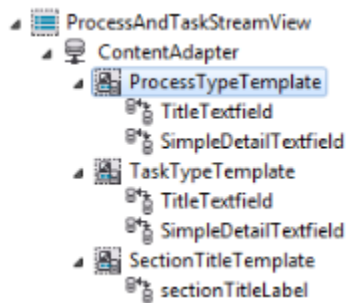 ProcessAndTaskStreamView
ContentAdapter
ProcessTypeTemplate
TitleTextfield
SimpleDetailTextfield
TaskTypeTemplate
TitleTextfield
SimpleDetailTextfield
SectionTitleTemplate
sectionTitleLabel